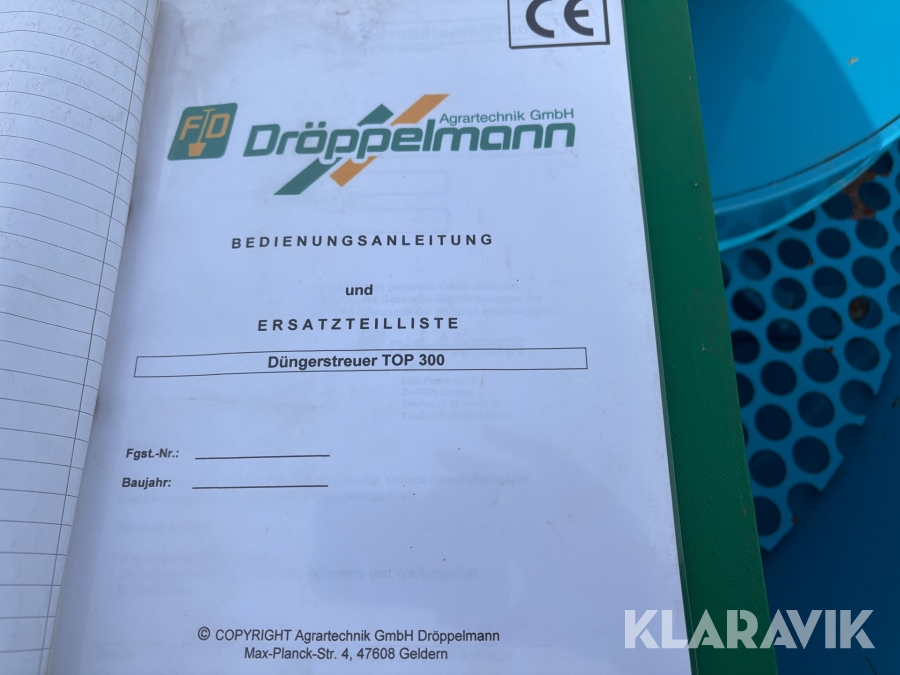 CE
FTD
Agrartechnik GmbH
Dröppelmann
BEDIENUNGSANLEITUNG
und
ERSATZTEILLISTE
Düngerstreuer TOP 300
Fgst.-Nr.:
Baujahr:
© COPYRIGHT Agrartechnik GmbH Dröppelmann
Max-Planck-Str. 4, 47608 Geldern
KLARAVIK